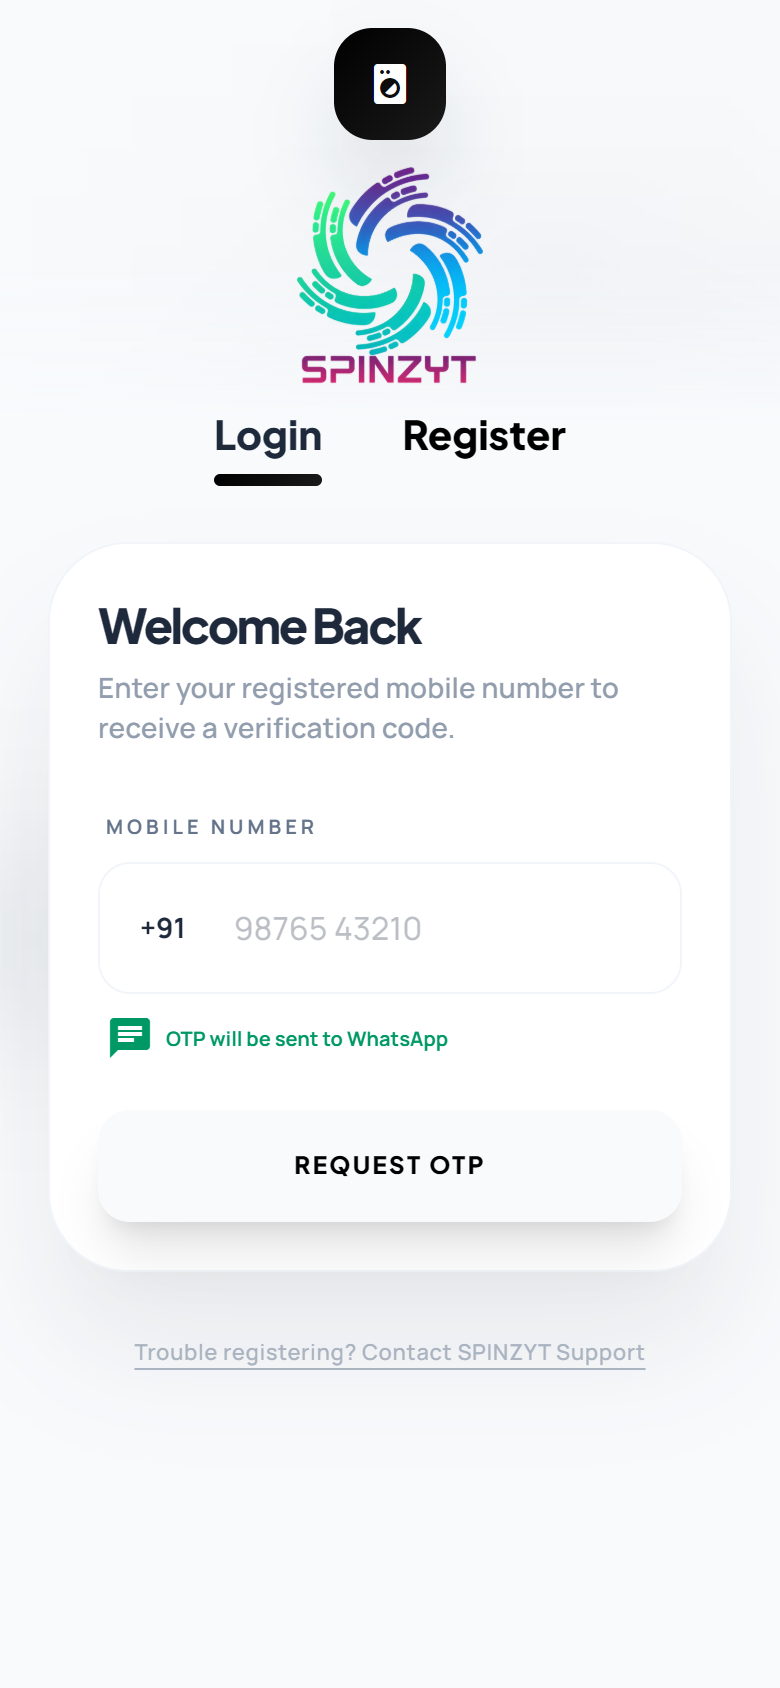 SPINZYT
Login
Register
Welcome Back
Enter your registered mobile number to
receive a verification code.
MOBILE NUMBER
+91
98765 43210
OTP will be sent to WhatsApp
REQUEST OTP
Trouble registering? Contact SPINZYT Support